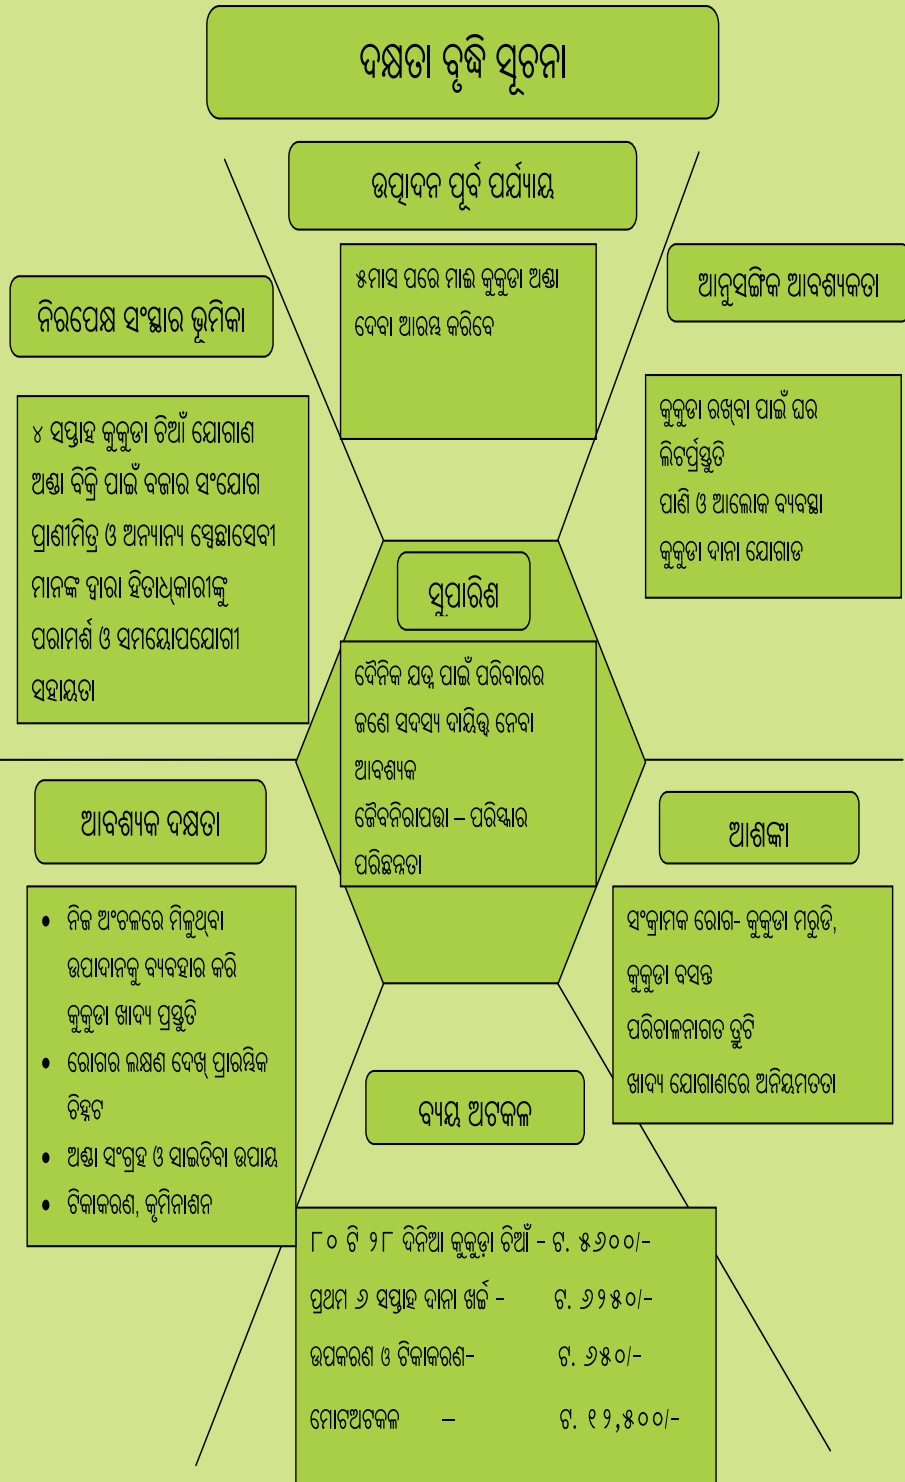 ଦକ୍ଷତା ବୃଦ୍ଧି ସୂଚନା
ଉତ୍ପାଦନ ପୂର୍ବ ପର୍ଯ୍ୟାୟ
୫ମାସ ପରେ ମାଈ କୁକୁଡା ଅଣ୍ଡା
ଦେବା ଆରମ୍ଭ କରିବେ
ନିରପେକ୍ଷ ସଂସ୍ଥାର ଭୂମିକା
୪ ସପ୍ତାହ କୁକୁଡା ଚିଆଁ ଯୋଗାଣ
ଅଣ୍ଡା ବିକ୍ରି ପାଇଁ ବଜାର ସଂଯୋଗ
ପ୍ରାଣୀମିତ୍ର ଓ ଅନ୍ୟାନ୍ୟ ସ୍ୱେଛାସେବୀ
ମାନଙ୍କ ଦ୍ୱାରା ହିତାଧିକାରୀଙ୍କୁ
ପରାମର୍ଶ ଓ ସମୟୋପଯୋଗୀ
ସହାୟତା
ଆନୁସଙ୍ଗିକ ଆବଶ୍ୟକତା
କୁକୁଡା ରଖିବା ପାଇଁ ଘର
ଲିଟର୍ପ୍ରସ୍ତୁତି
ପାଣି ଓ ଆଲୋକ ବ୍ୟବସ୍ଥା
କୁକୁଡା ଦାନା ଯୋଗାଡ
ସୁପାରିଶ
ଦୈନିକ ଯତ୍ନ ପାଇଁ ପରିବାରର
ଜଣେ ସଦସ୍ୟ ଦାୟିତ୍ତ୍ୱ ନେବା
ଆବଶ୍ୟକ
ଜୈବନିରାପତ୍ତା – ପରିସ୍କାର
ପରିଛନ୍ନତା
ଆବଶ୍ୟକ ଦକ୍ଷତା
• ନିଜ ଅଂଚଳରେ ମିଳୁଥିବା
ଉପାଦାନକୁ ବ୍ୟବହାର କରି
କୁକୁଡା ଖାଦ୍ୟ ପ୍ରସ୍ତୁତି
• ରୋଗର ଲକ୍ଷଣ ଦେଖି ପ୍ରାରମ୍ଭିକ
ଚିହ୍ନଟ
• ଅଣ୍ଡା ସଂଗ୍ରହ ଓ ସାଇତିବା ଉପାୟ
• ଟିକାକରଣ, କୃମିନାଶନ
ଆଶଙ୍କା
ସଂକ୍ରାମକ ରୋଗ- କୁକୁଡା ମରୁଡି,
କୁକୁଡା ବସନ୍ତ
ପରିଚାଳନାଗତ ତ୍ରୁଟି
ଖାଦ୍ୟ ଯୋଗାଣରେ ଅନିୟମତତା
ବ୍ୟୟ ଅଟକଳ
୮୦ ଟି ୨୮ ଦିନିଆ କୁକୁଡ଼ା ଚିଆଁ – ଟ. ୫୬୦୦/-
ପ୍ରଥମ ୬ ସପ୍ତାହ ଦାନା ଖର୍ଚ୍ଚ – ଟ. ୬୨୫୦/-
ଉପକରଣ ଓ ଟିକାକରଣ- ଟ. ୬୫୦/-
ମୋଟଅଟକଳ – ଟ. ୧୨,୫୦୦/-